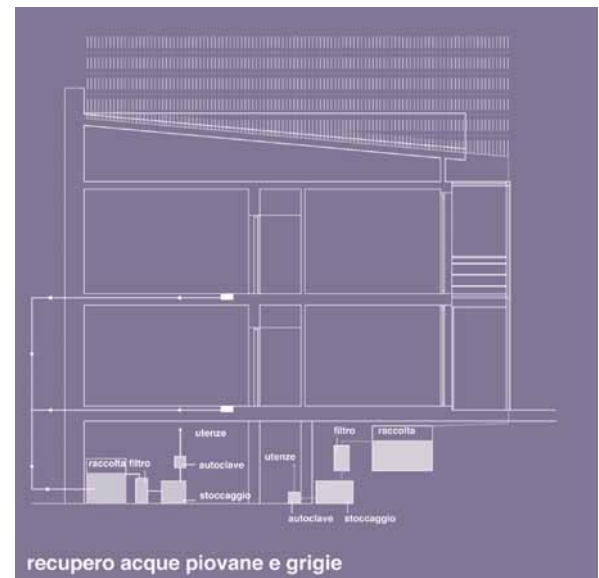 utenze
filtro raccolta
raccolta filtro
autoclave
utenze
stoccaggio
autoclave stoccaggio
recupero acque piovane e grigie